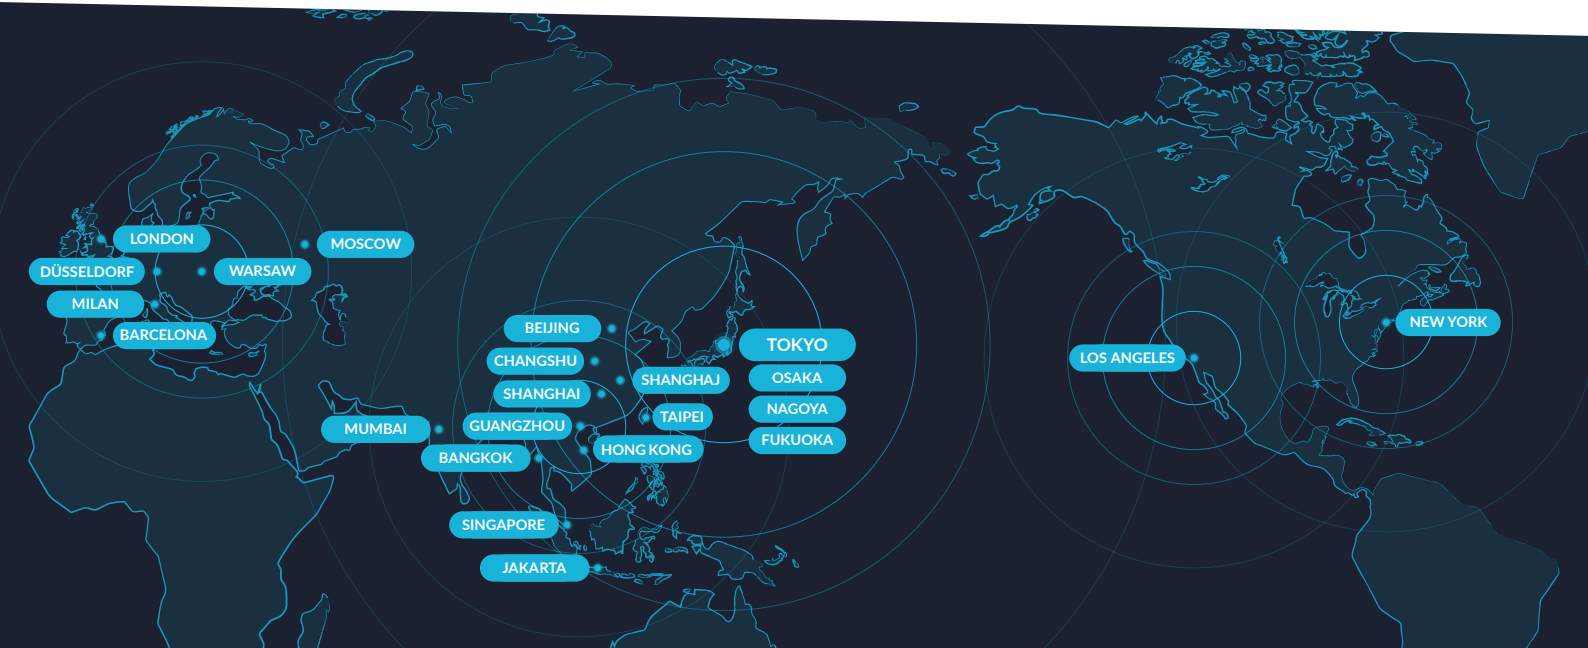 LONDON
MOSCOW
DÜSSELDORF
WARSAW
MILAN
BARCELONA
BEIJING
TOKYO
CHANGSHU
SHANGHAJ
OSAKA
SHANGHAI
NAGOYA
TAIPEI
GUANGZHOU
MUMBAI
FUKUOKA
HONG KONG
BANGKOK
SINGAPORE
JAKARTA
NEW YORK
LOS ANGELES